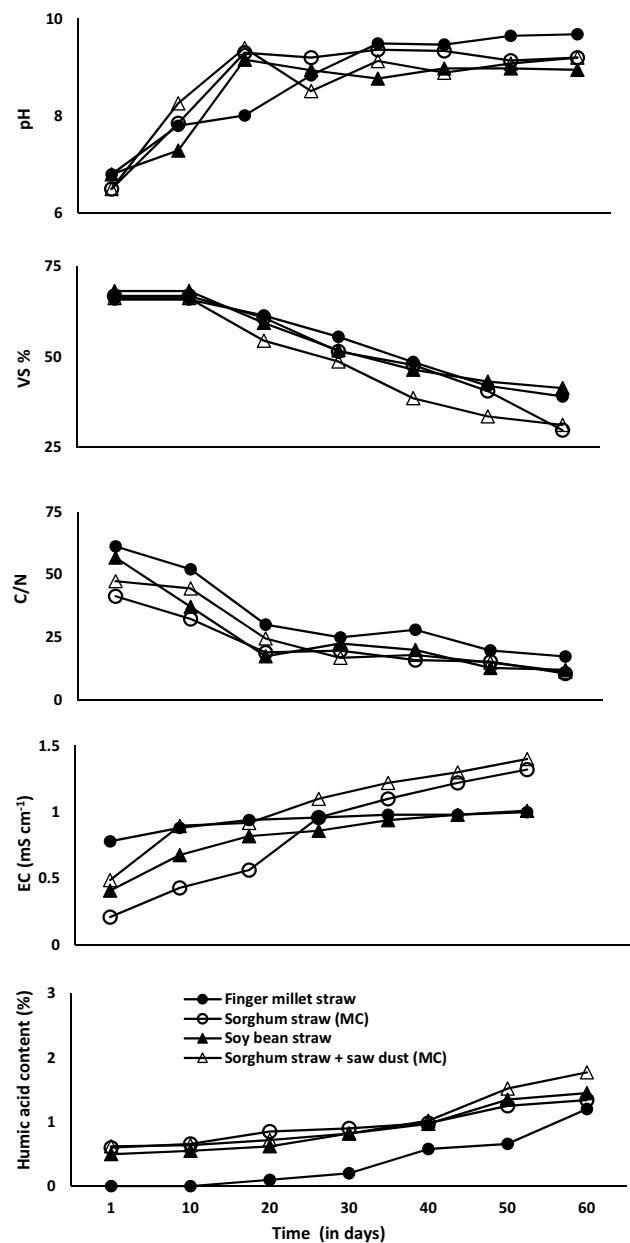 10
8
6
pH
75
50
25
VS %
75
50
25
0
C/N
1.5
1
0.5
0
EC (mS cm⁻¹)
3
2
1
0
Humic acid content (%)
Finger millet straw
Sorghum straw (MC)
Soy bean straw
Sorghum straw + saw dust (MC)
1 10 20 30 40 50 60
Time (in days)